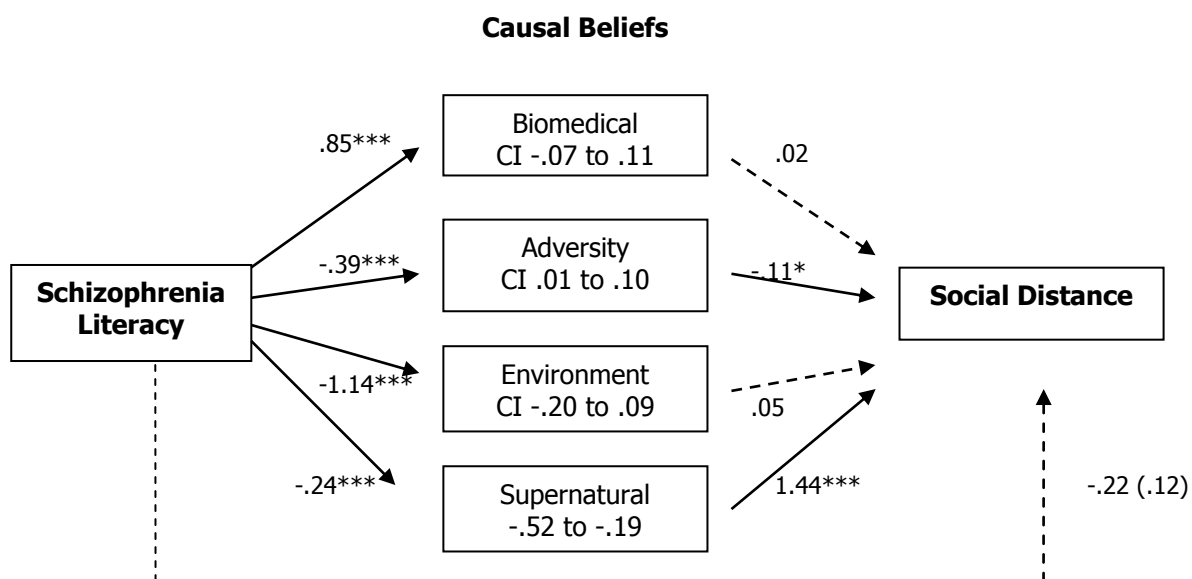 Causal Beliefs
Biomedical
CI -.07 to .11
.85***
.02
Adversity
CI .01 to .10
-.39***
-.11*
Schizophrenia
Literacy
Social Distance
Environment
CI -.20 to .09
-1.14***
.05
Supernatural
-.52 to -.19
-.24***
1.44***
-.22 (.12)